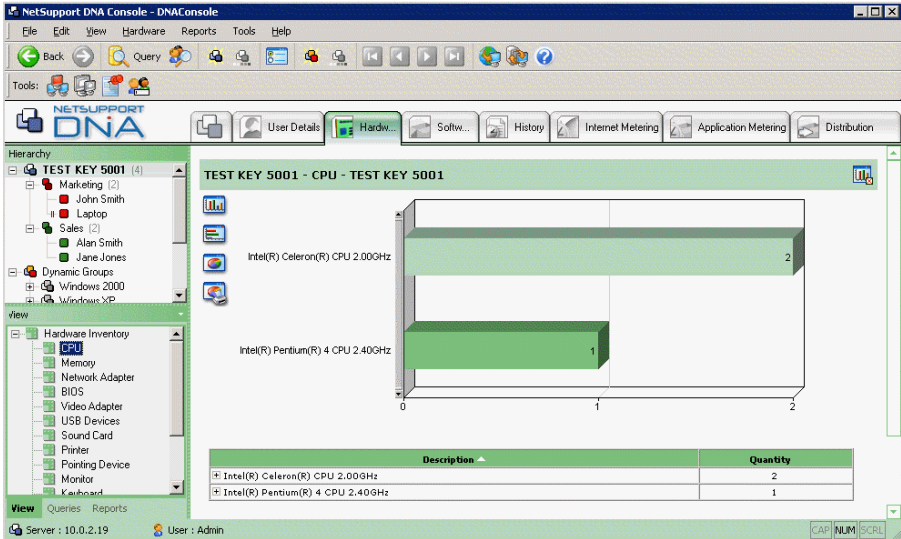 NetSupport DNA Console - DNAConsole
File Edit View Hardware Reports Tools Help
Back Query
Tools:
NETSUPPORT
DNA
User Details Hardw... Softw... History Internet Metering Application Metering Distribution
Hierarchy
TEST KEY 5001 (4)
Marketing (2)
John Smith
Laptop
Sales (2)
Alan Smith
Jane Jones
Dynamic Groups
Windows 2000
Windows XP
View
Hardware Inventory
CPU
Memory
Network Adapter
BIOS
Video Adapter
USB Devices
Sound Card
Printer
Pointing Device
Monitor
Keyboard
View Queries Reports
TEST KEY 5001 - CPU - TEST KEY 5001
Intel(R) Celeron(R) CPU 2.00GHz
2
Intel(R) Pentium(R) 4 CPU 2.40GHz
1
0 1 2
Description Quantity
Intel(R) Celeron(R) CPU 2.00GHz 2
Intel(R) Pentium(R) 4 CPU 2.40GHz 1
Server : 10.0.2.19 User : Admin CAP NUM SCRL